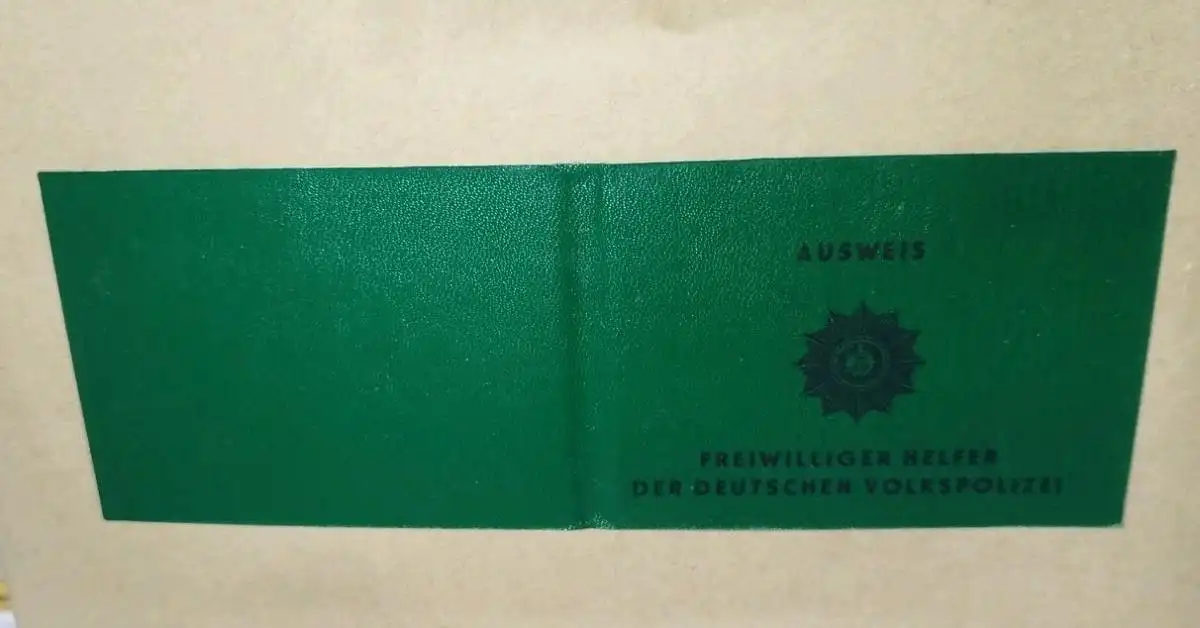 AUSWEIS
FREIWILLIGER HELFER
DER DEUTSCHEN VOLKSPOLIZEI